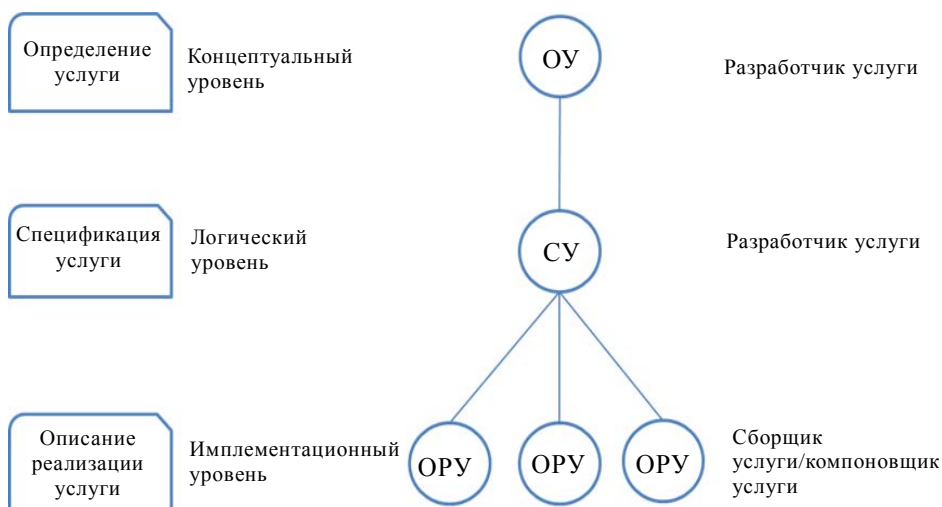 Определение
услуги
Концептуальный
уровень
ОУ
Разработчик услуги
Спецификация
услуги
Логический
уровень
СУ
Разработчик услуги
Описание
реализации
услуги
Имплементационный
уровень
ОРУ
ОРУ
ОРУ
Сборщик
услуги/компоновщик
услуги